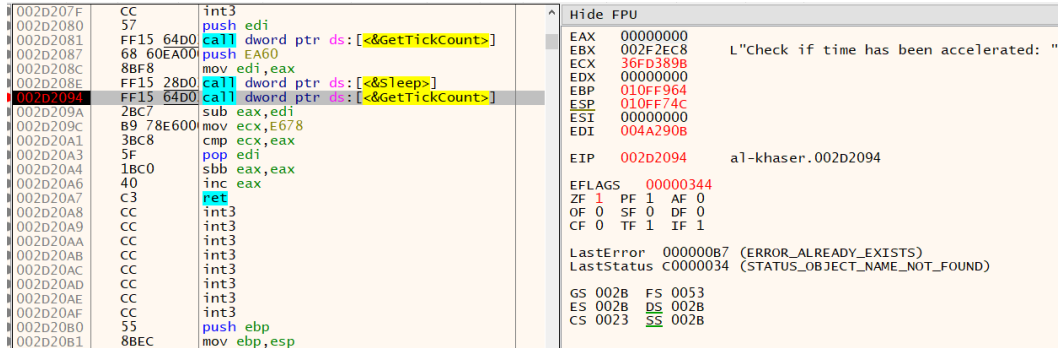 002D207F CC int3
002D2080 57 push edi
002D2081 FF15 64D0 call dword ptr ds:[<&GetTickCount>]
002D2087 68 60EA00 push EA60
002D208C 8BF8 mov edi,eax
002D208E FF15 28D0 call dword ptr ds:[<&Sleep>]
002D2094 FF15 64D0 call dword ptr ds:[<&GetTickCount>]
002D209A 2BC7 sub eax,edi
002D209C B9 78E600 mov ecx,E678
002D20A1 3BC8 cmp ecx,eax
002D20A3 5F pop edi
002D20A4 1BC0 sbb eax,eax
002D20A6 40 inc eax
002D20A7 C3 ret
002D20A8 CC int3
002D20A9 CC int3
002D20AA CC int3
002D20AB CC int3
002D20AC CC int3
002D20AD CC int3
002D20AE CC int3
002D20AF CC int3
002D20B0 55 push ebp
002D20B1 8BEC mov ebp,esp
Hide FPU
EAX 00000000
EBX 002F2EC8 L"Check if time has been accelerated: "
ECX 36FD389B
EDX 00000000
EBP 010FF964
ESP 010FF74C
ESI 00000000
EDI 004A290B
EIP 002D2094 al-khaser.002D2094
EFLAGS 00000344
ZF 1 PF 1 AF 0
OF 0 SF 0 DF 0
CF 0 TF 1 IF 1
LastError 000000B7 (ERROR_ALREADY_EXISTS)
LastStatus C0000034 (STATUS_OBJECT_NAME_NOT_FOUND)
GS 002B FS 0053
ES 002B DS 002B
CS 0023 SS 002B